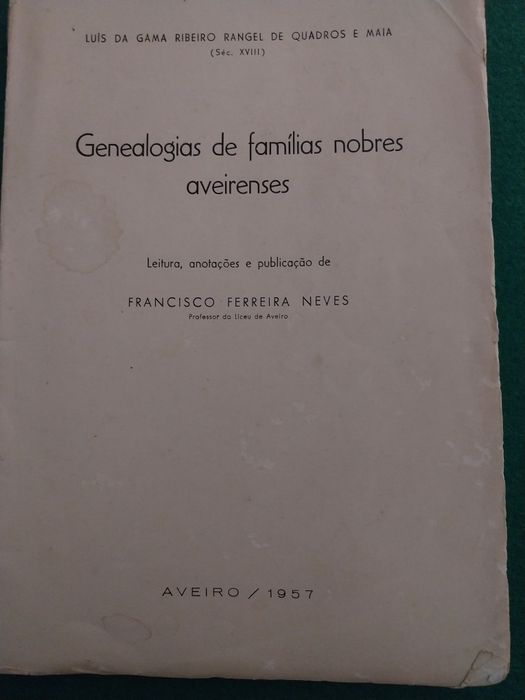 LUÍS DA GAMA RIBEIRO RANGEL DE QUADROS E MAIA
(Séc. XVIII)
Genealogias de famílias nobres
aveirenses
Leitura, anotações e publicação de
FRANCISCO FERREIRA NEVES
Professor do Liceu de Aveiro
AVEIRO / 1957